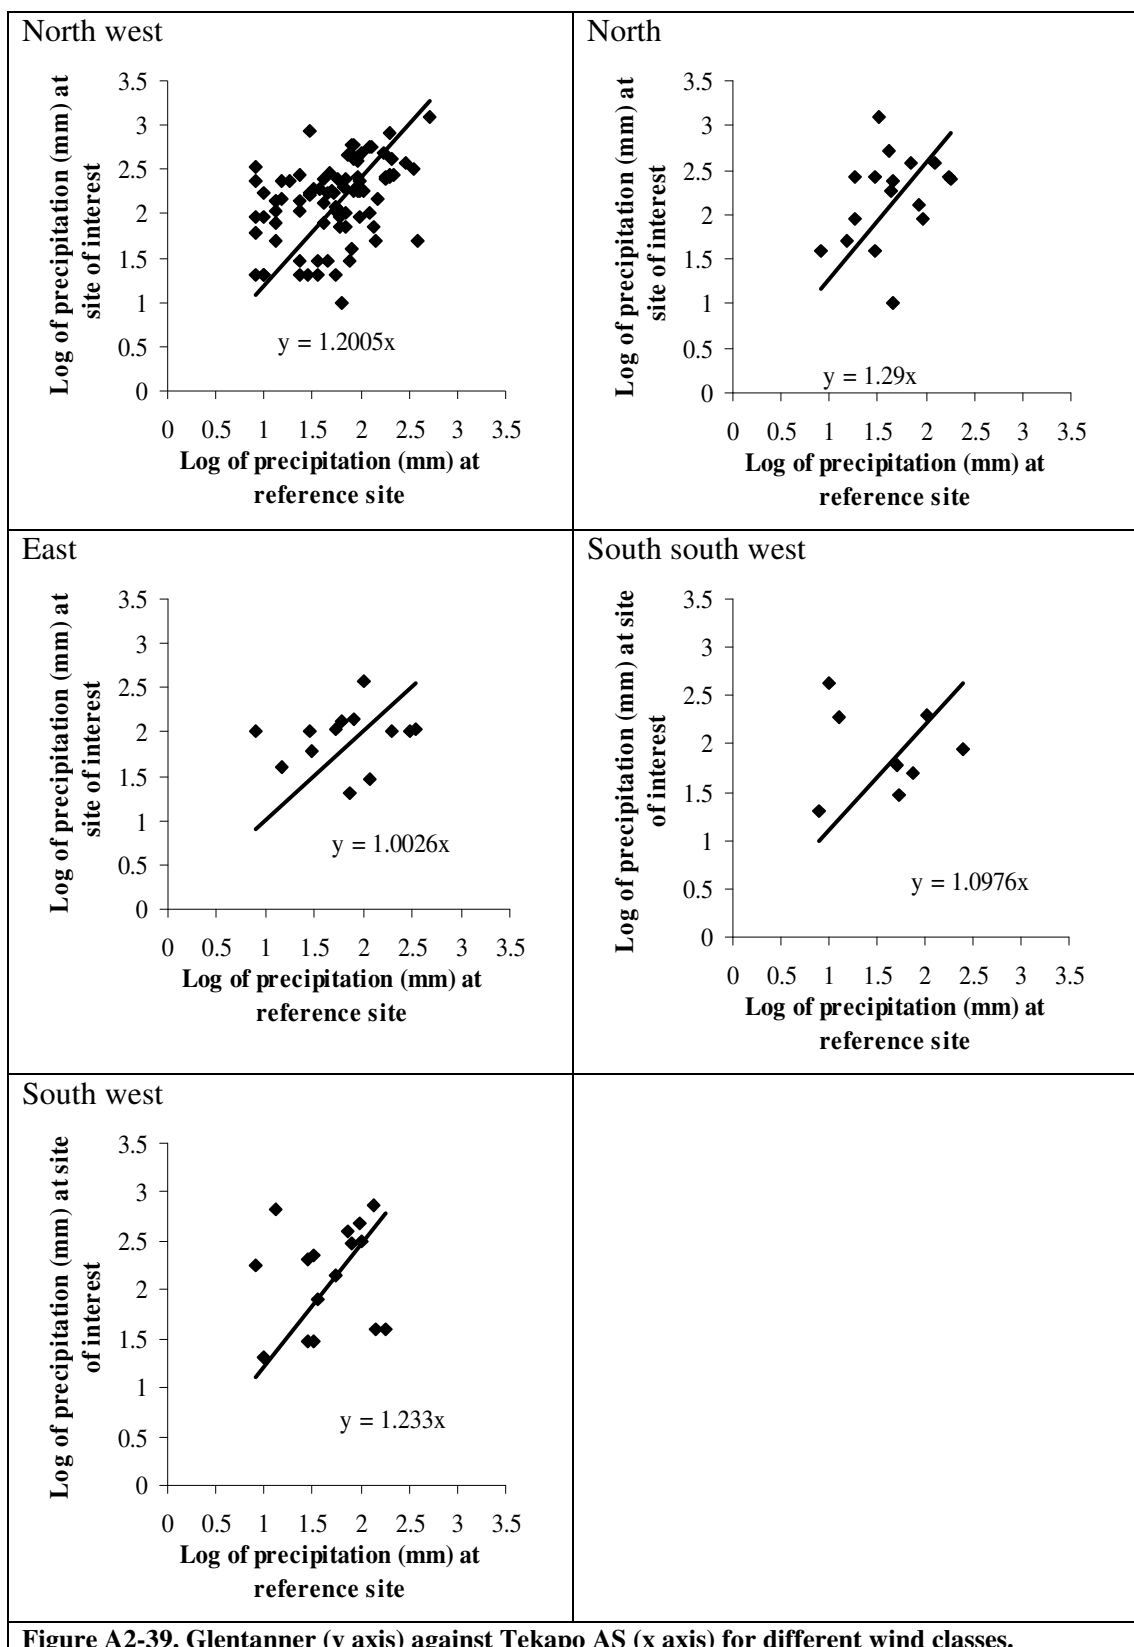 North west
Log of precipitation (mm) at
site of interest
3.5
3
2.5
2
1.5
1
0.5
0
y = 1.2005x
0 0.5 1 1.5 2 2.5 3 3.5
Log of precipitation (mm) at
reference site
North
Log of precipitation (mm) at
site of interest
3.5
3
2.5
2
1.5
1
0.5
0
y = 1.29x
0 0.5 1 1.5 2 2.5 3 3.5
Log of precipitation (mm) at
reference site
East
Log of precipitation (mm) at
site of interest
3.5
3
2.5
2
1.5
1
0.5
0
y = 1.0026x
0 0.5 1 1.5 2 2.5 3 3.5
Log of precipitation (mm) at
reference site
South south west
Log of precipitation (mm) at site
of interest
3.5
3
2.5
2
1.5
1
0.5
0
y = 1.0976x
0 0.5 1 1.5 2 2.5 3 3.5
Log of precipitation (mm) at
reference site
South west
Log of precipitation (mm) at site
of interest
3.5
3
2.5
2
1.5
1
0.5
0
y = 1.233x
0 0.5 1 1.5 2 2.5 3 3.5
Log of precipitation (mm) at
reference site
Figure A2-39. Glentanner (y axis) against Tekapo AS (x axis) for different wind classes.